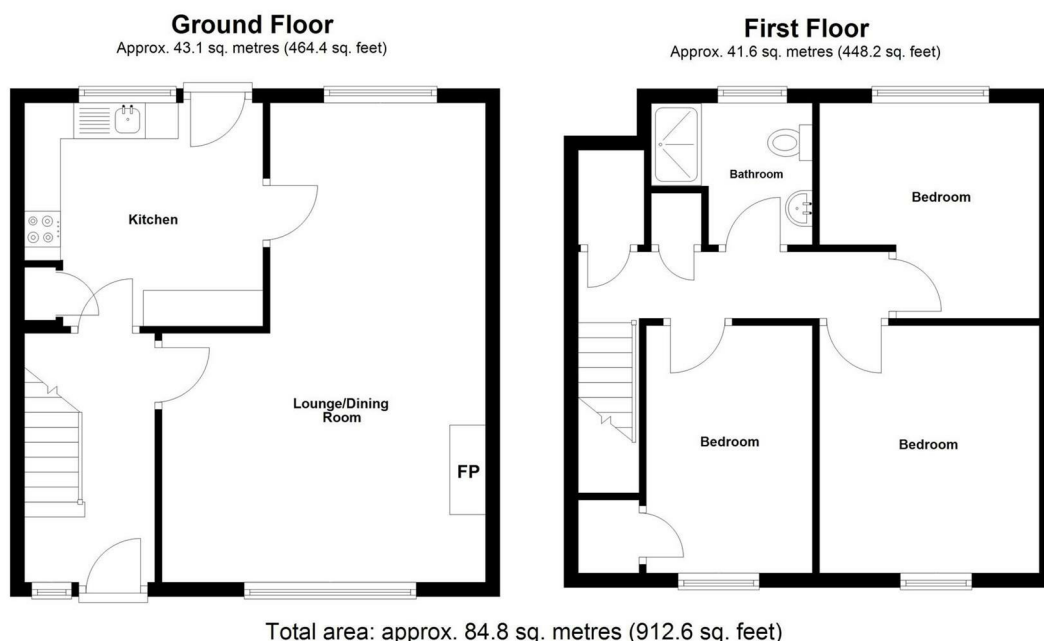 Ground Floor
Approx. 43.1 sq. metres (464.4 sq. feet)
Kitchen
Lounge/Dining
Room
FP
First Floor
Approx. 41.6 sq. metres (448.2 sq. feet)
Bathroom
Bedroom
Bedroom
Bedroom
Total area: approx. 84.8 sq. metres (912.6 sq. feet)